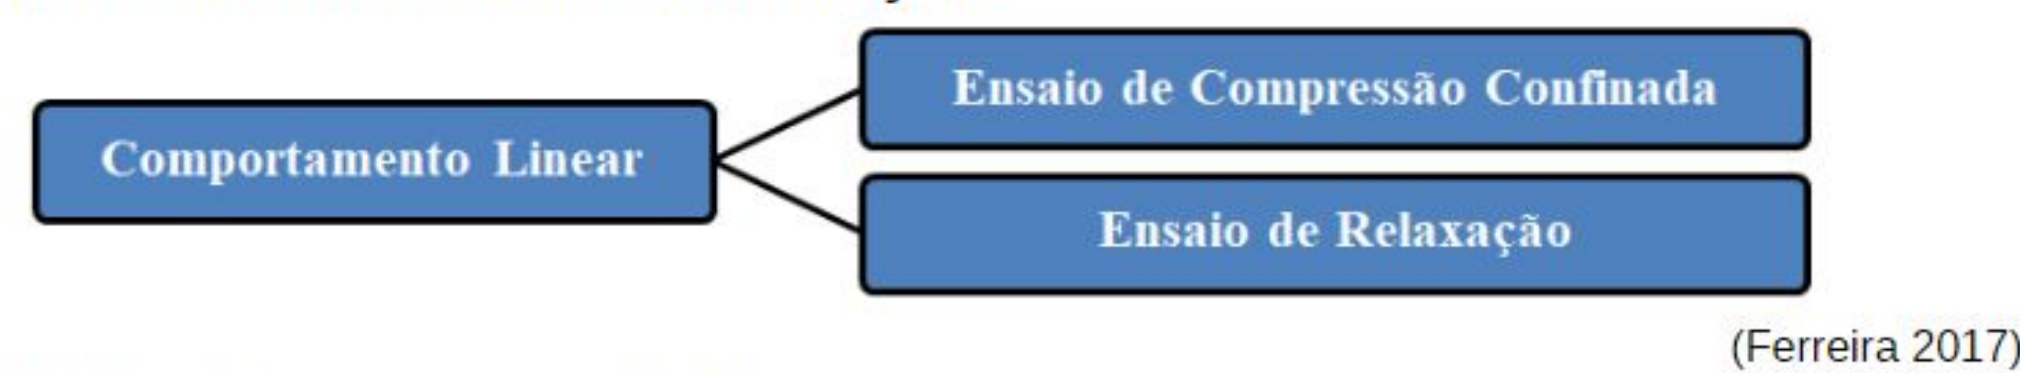 Comportamento Linear
Ensaio de Compressão Confinada
Ensaio de Relaxação
(Ferreira 2017)